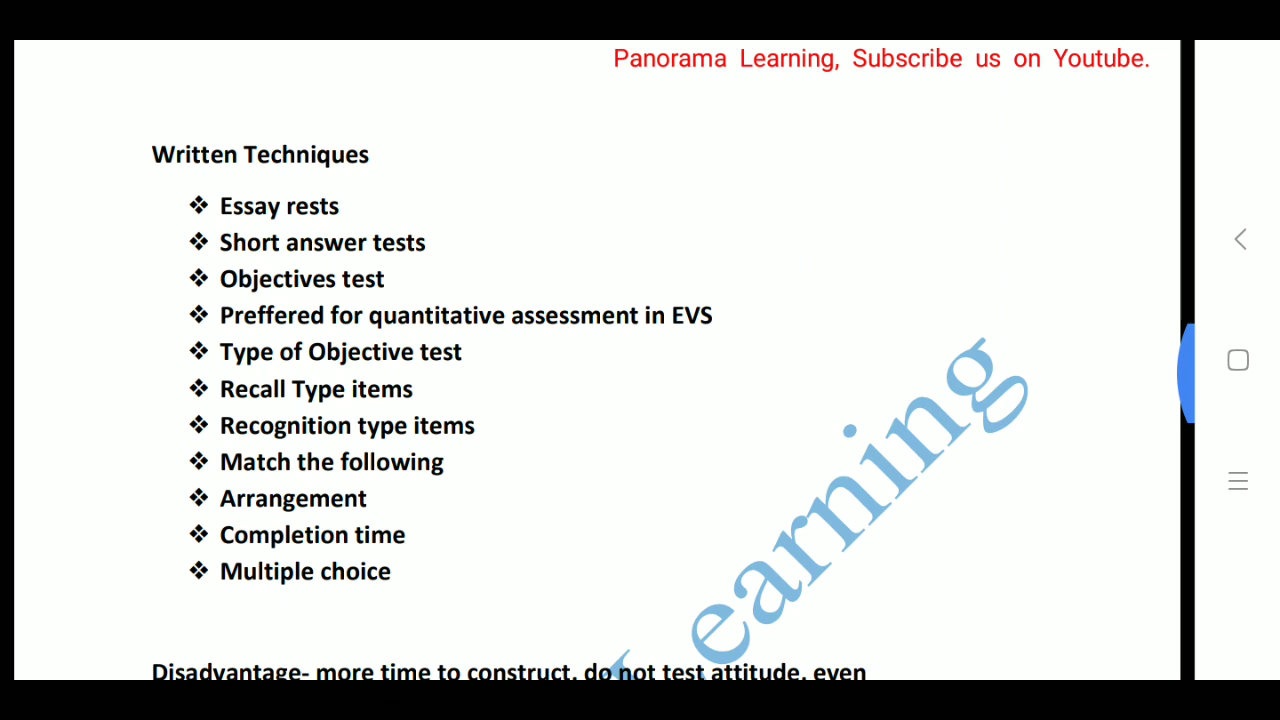 Panorama Learning, Subscribe us on Youtube.
Written Techniques
❖ Essay rests
❖ Short answer tests
❖ Objectives test
❖ Preffered for quantitative assessment in EVS
❖ Type of Objective test
❖ Recall Type items
❖ Recognition type items
❖ Match the following
❖ Arrangement
❖ Completion time
❖ Multiple choice
Learning
Disadvantage- more time to construct, do not test attitude, even